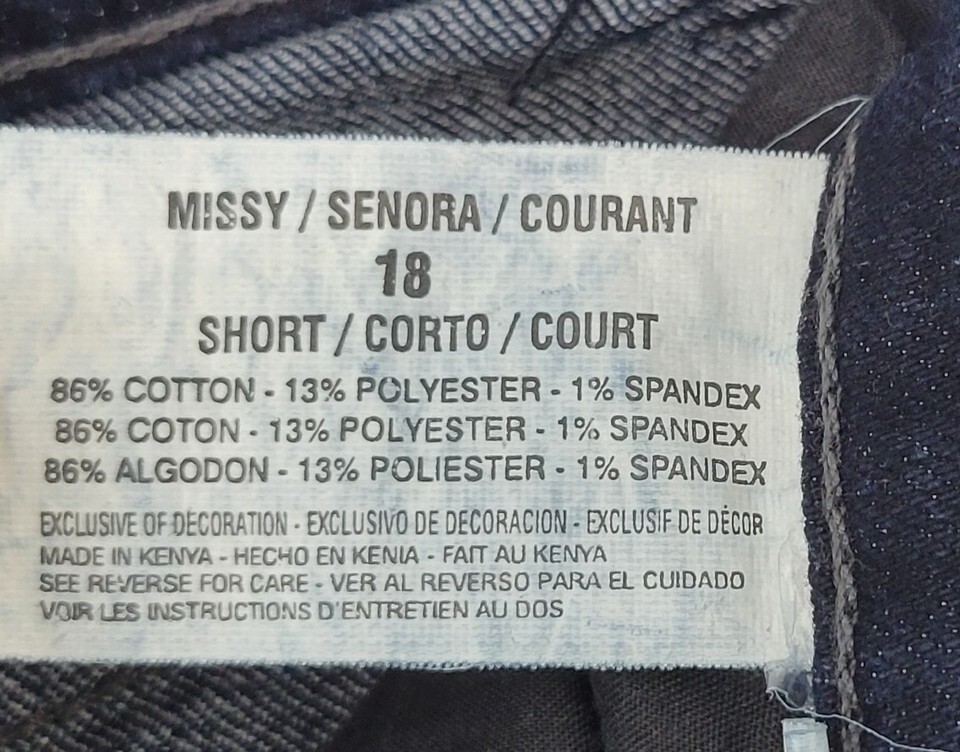 MISSY / SENORA / COURANT
18
SHORT / CORTO / COURT
86% COTTON - 13% POLYESTER - 1% SPANDEX
86% COTON - 13% POLYESTER - 1% SPANDEX
86% ALGODON - 13% POLIESTER - 1% SPANDEX
EXCLUSIVE OF DECORATION - EXCLUSIVO DE DECORACION - EXCLUSIF DE DÉCOR
MADE IN KENYA - HECHO EN KENIA - FAIT AU KENYA
SEE REVERSE FOR CARE - VER AL REVERSO PARA EL CUIDADO
VOIR LES INSTRUCTIONS D'ENTRETIEN AU DOS